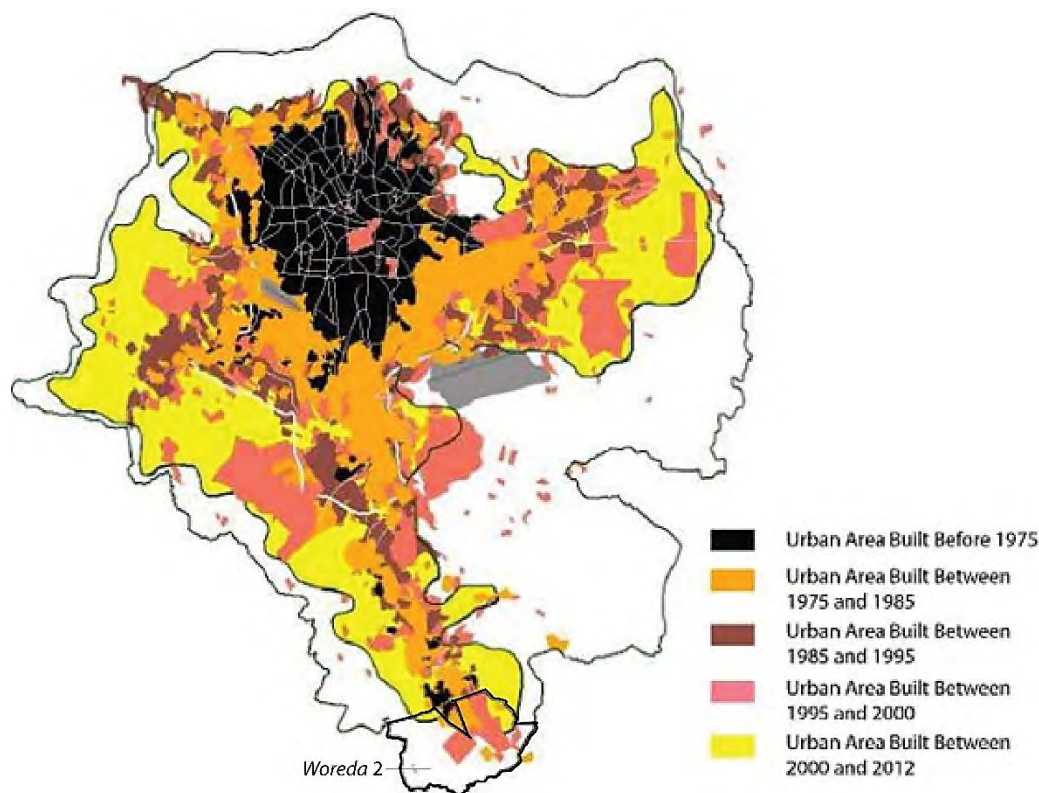 Urban Area Built Before 1975
Urban Area Built Between
1975 and 1985
Urban Area Built Between
1985 and 1995
Urban Area Built Between
1995 and 2000
Urban Area Built Between
2000 and 2012
Woreda 2